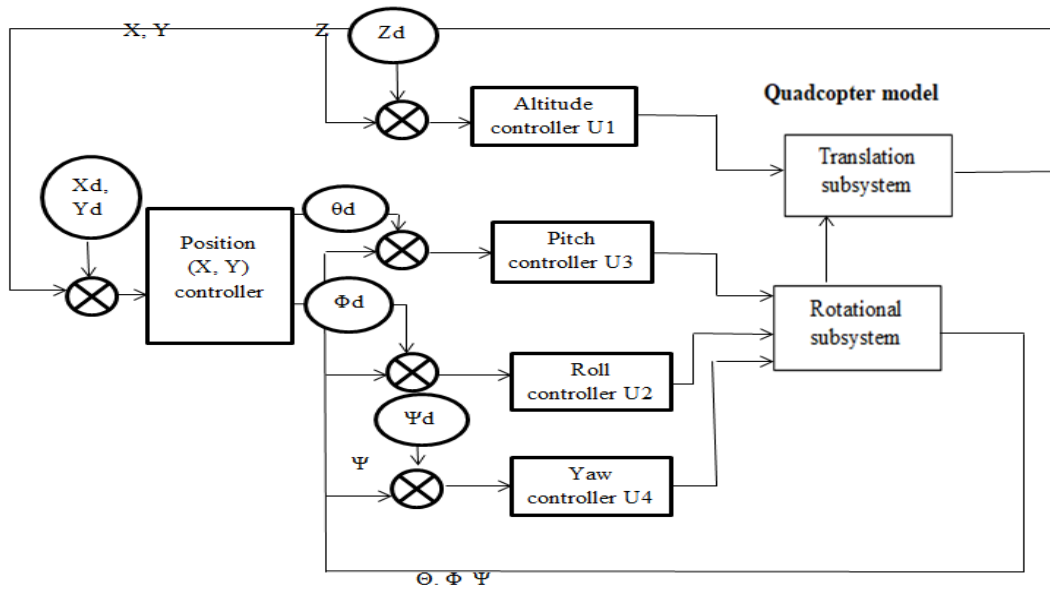 X, Y
Z
Zd
Altitude
controller U1
Quadcopter model
Translation
subsystem
Xd,
Yd
Position
(X, Y)
controller
θd
Pitch
controller U3
Φd
Rotational
subsystem
Roll
controller U2
Ψd
Ψ
Yaw
controller U4
Θ. Φ Ψ